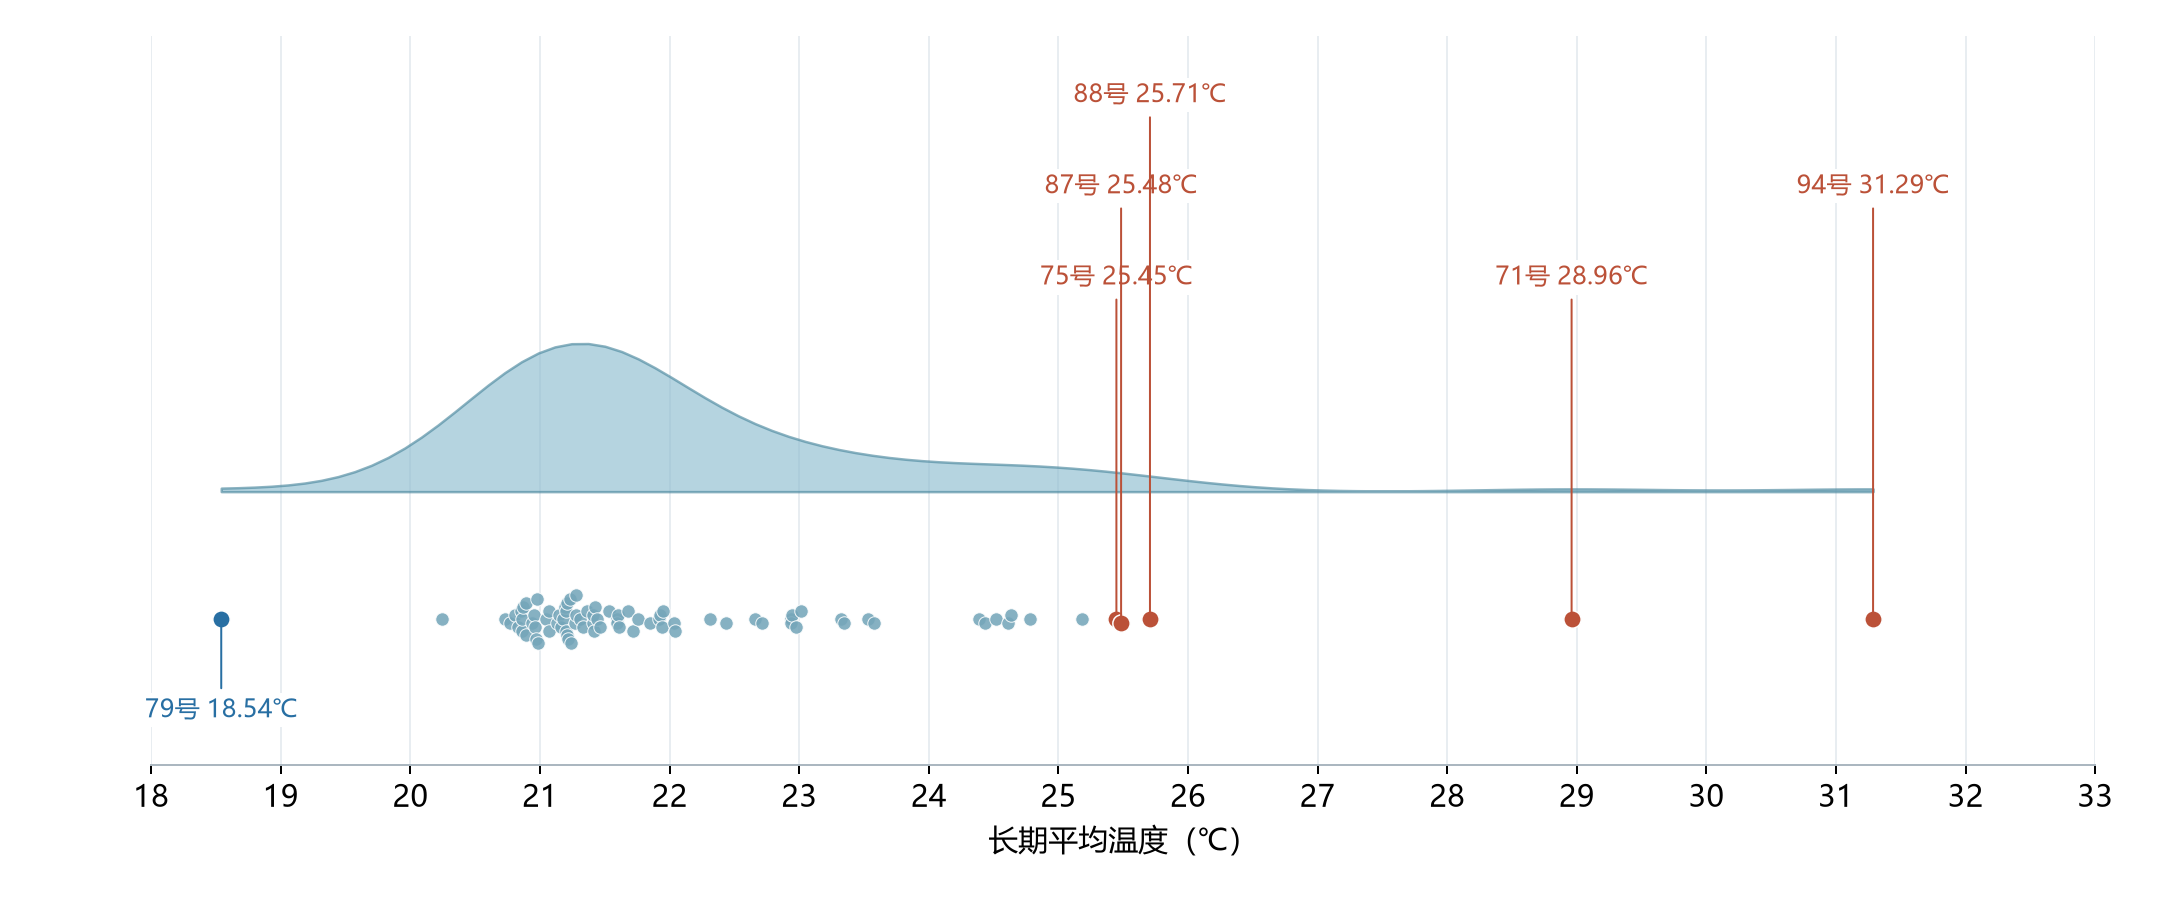 88号 25.71℃
87号 25.48℃
94号 31.29℃
75号 25.45℃
71号 28.96℃
79号 18.54℃
18 19 20 21 22 23 24 25 26 27 28 29 30 31 32 33
长期平均温度（℃）